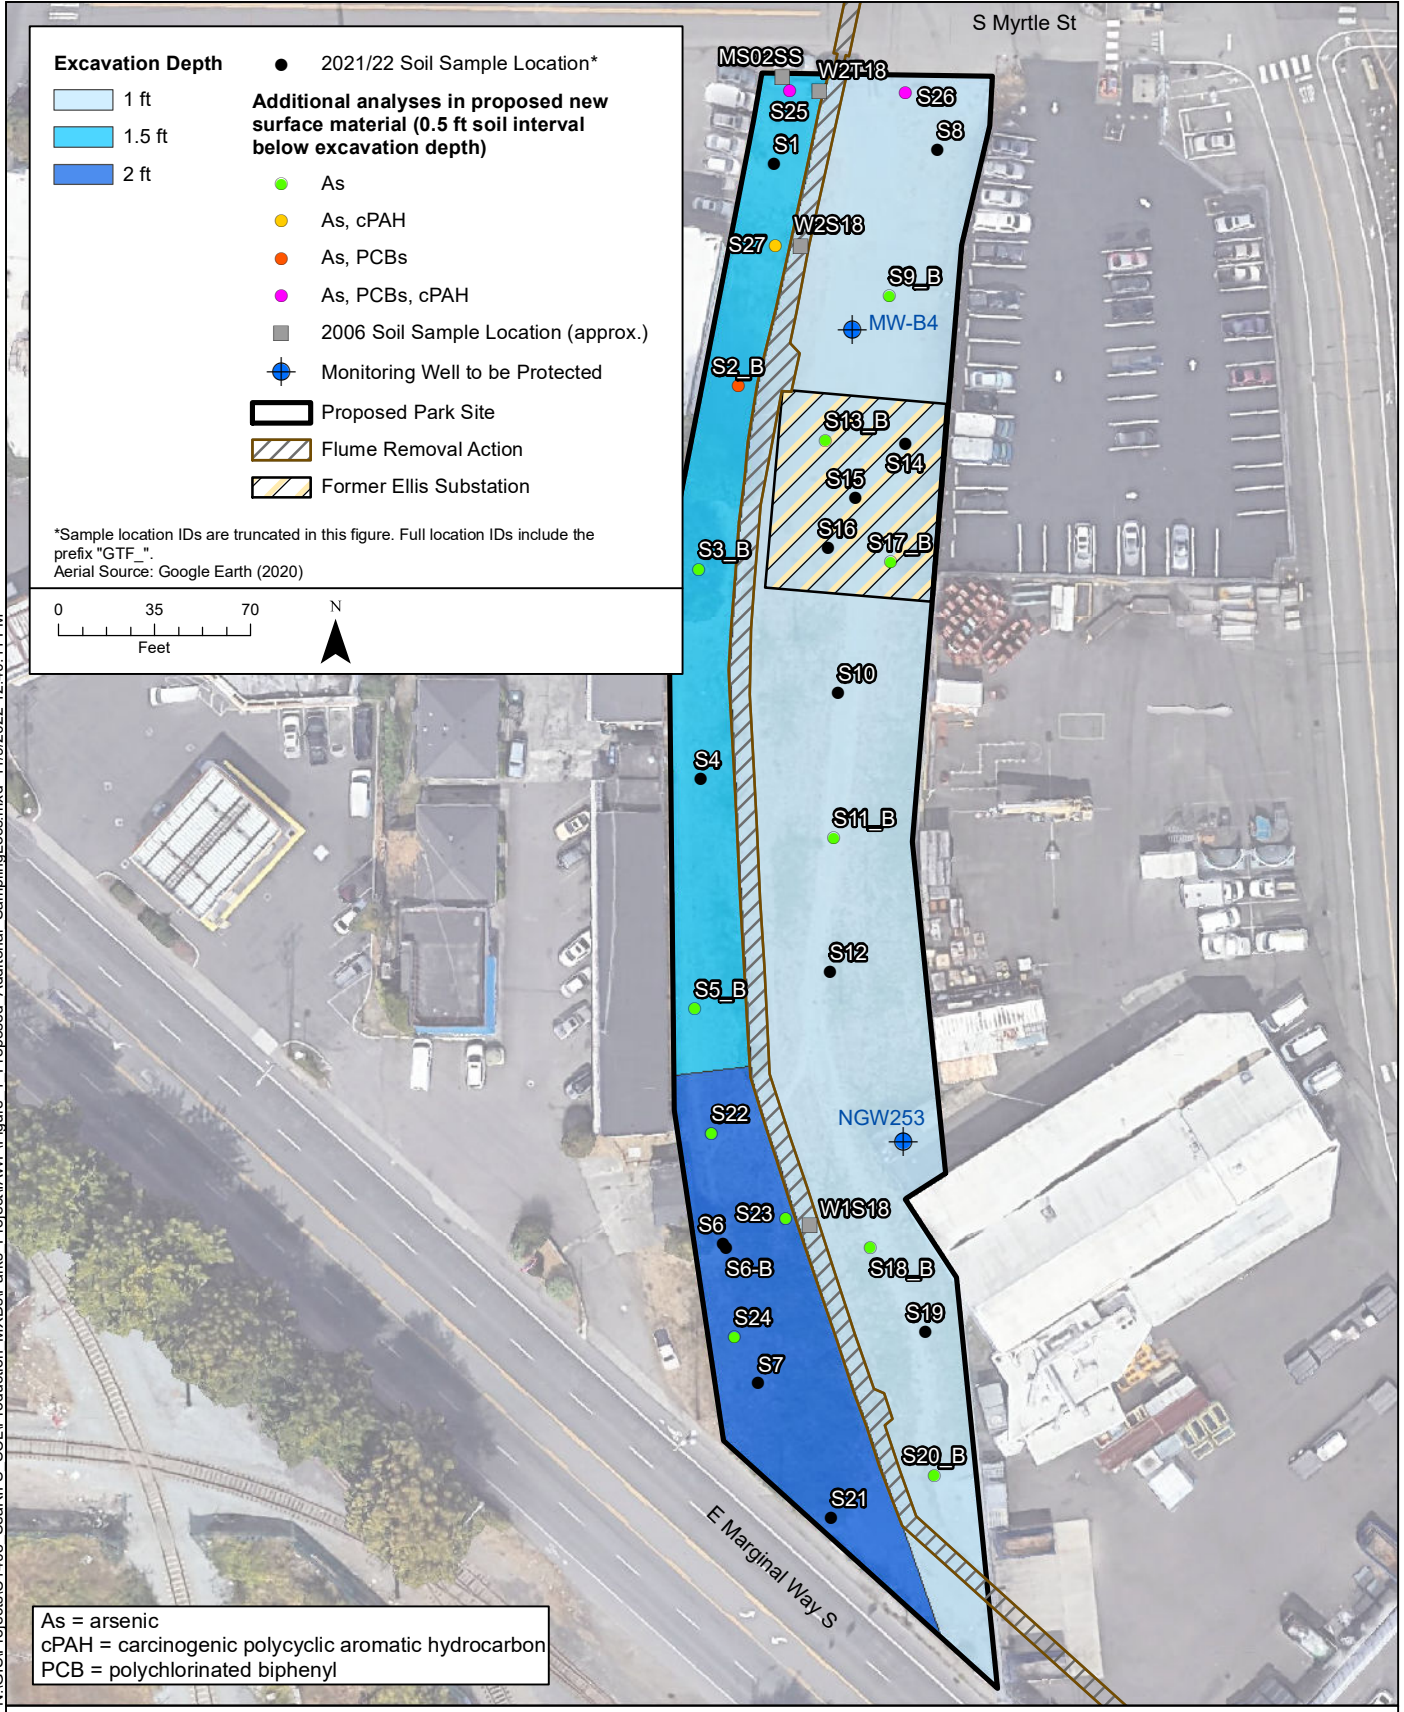 S Myrtle St
Excavation Depth
1 ft
1.5 ft
2 ft
2021/22 Soil Sample Location*
Additional analyses in proposed new
surface material (0.5 ft soil interval
below excavation depth)
As
As, cPAH
As, PCBs
As, PCBs, cPAH
2006 Soil Sample Location (approx.)
Monitoring Well to be Protected
Proposed Park Site
Flume Removal Action
Former Ellis Substation
*Sample location IDs are truncated in this figure. Full location IDs include the
prefix "GTF_".
Aerial Source: Google Earth (2020)
0 35 70
Feet
N
MS02SS
W2T18
S25
S26
S1
S8
W2S18
S27
S9_B
MW-B4
S2_B
S13_B
S14
S15
S16
S17_B
S3_B
S10
S4
S11_B
S12
S5_B
S22
NGW253
S23
W1S18
S6
S6-B
S18_B
S24
S19
S7
S20_B
S21
E Marginal Way S
As = arsenic
cPAH = carcinogenic polycyclic aromatic hydrocarbon
PCB = polychlorinated biphenyl